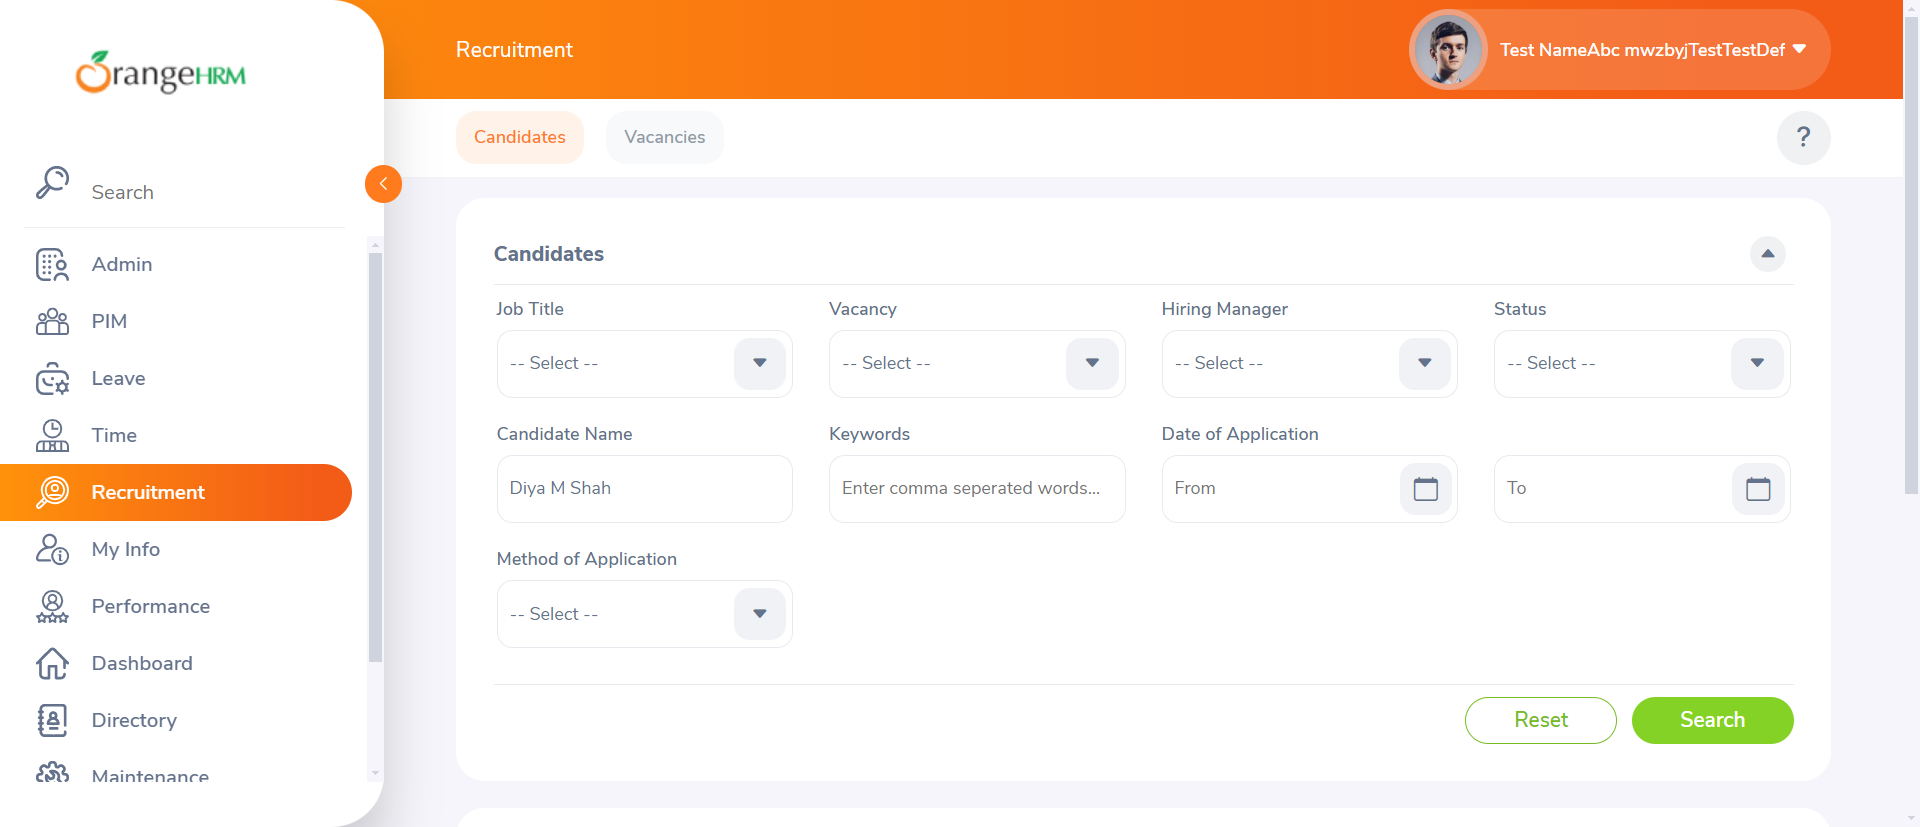 OrangeHRM
Search
Admin
PIM
Leave
Time
Recruitment
My Info
Performance
Dashboard
Directory
Maintenance
Recruitment
Test NameAbc mwzbyjTestTestDef
Candidates Vacancies
?
Candidates
Job Title Vacancy Hiring Manager Status
-- Select -- -- Select -- -- Select -- -- Select --
Candidate Name Keywords Date of Application
Diya M Shah Enter comma seperated words... From To
Method of Application
-- Select --
Reset Search